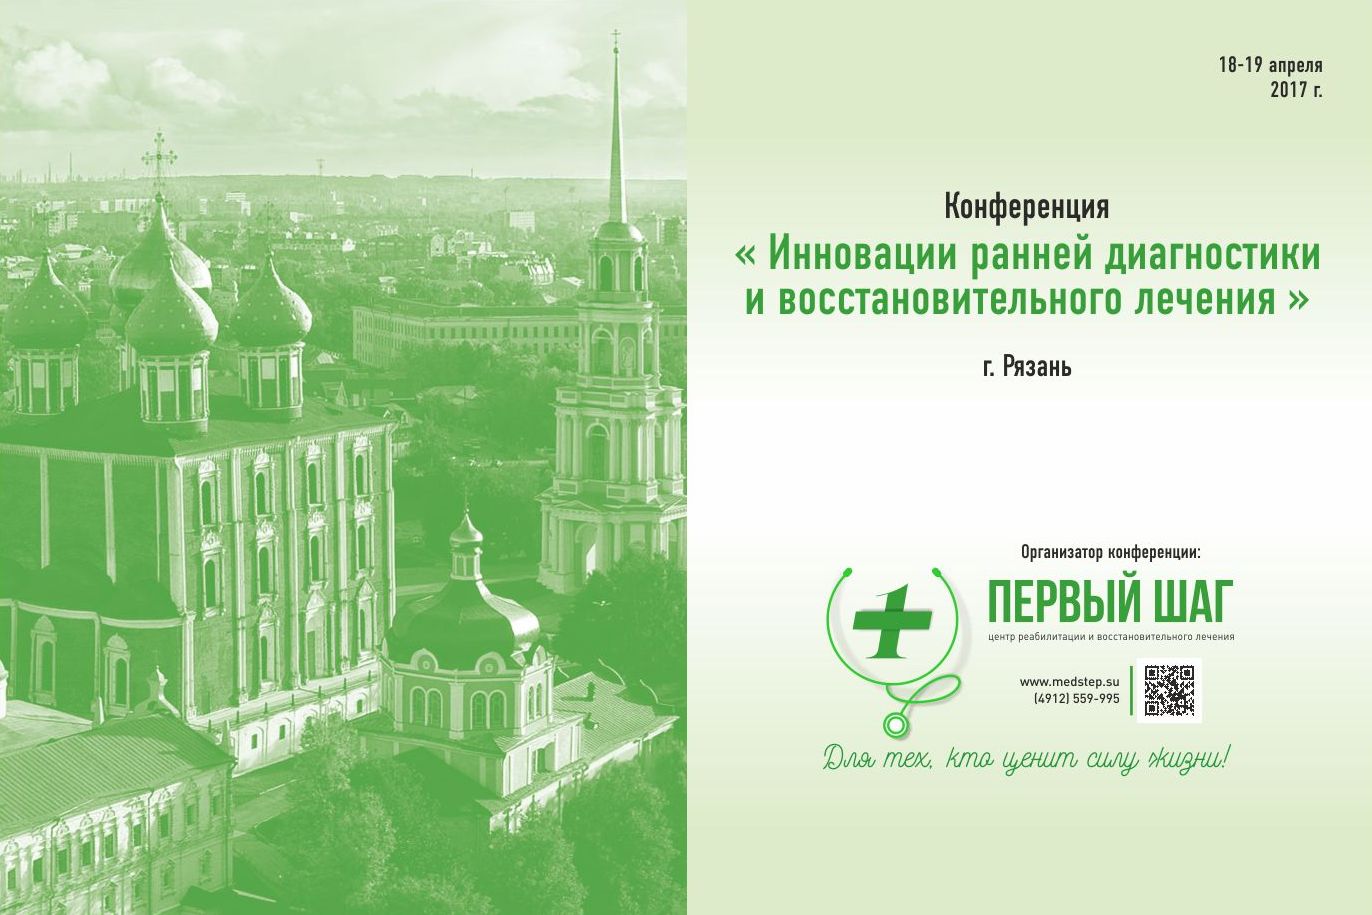 18-19 апреля
2017 г.
Конференция
« Инновации ранней диагностики
и восстановительного лечения »
г. Рязань
Организатор конференции:
1
ПЕРВЫЙ ШАГ
центр реабилитации и восстановительного лечения
www.medstep.su
(4912) 559-995
Для тех, кто ценит силу жизни!